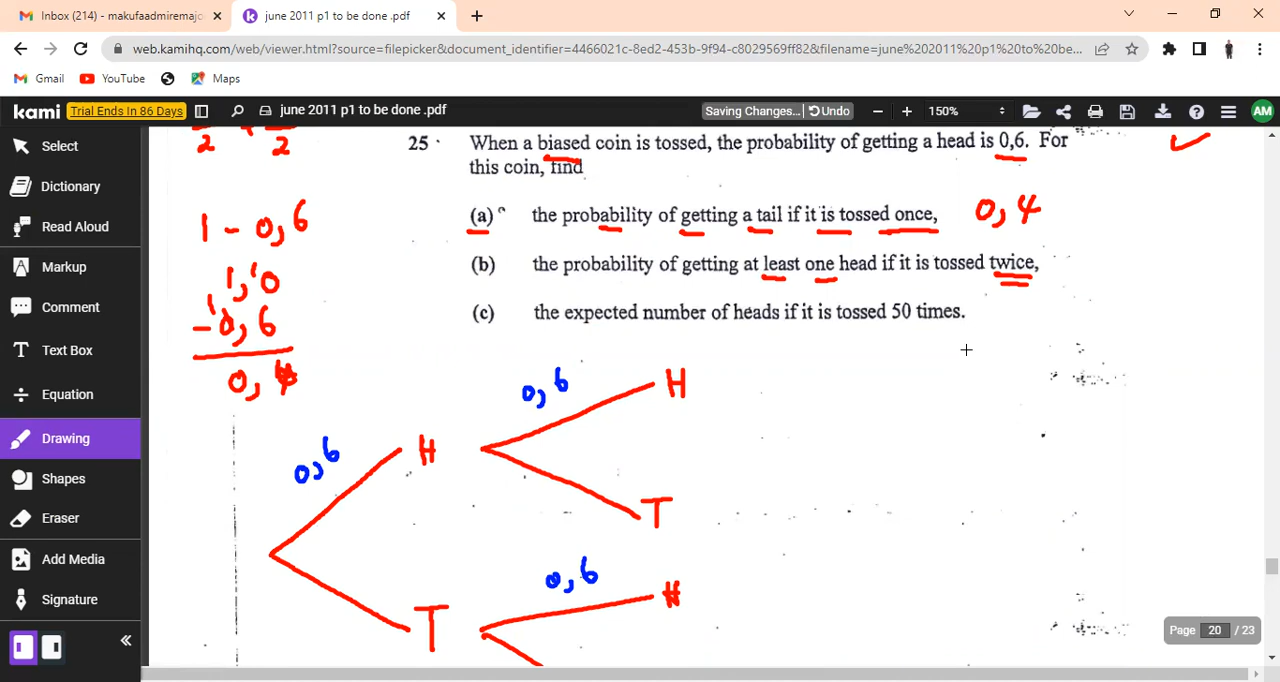 Inbox (214) - makufaadmiremajo
june 2011 p1 to be done .pdf
web.kamihq.com/web/viewer.html?source=filepicker&document_identifier=4466021c-8ed2-453b-9f94-c8029569ff82&filename=june%202011%20p1%20to%20be...
Gmail YouTube Maps
kami Trial Ends In 86 Days june 2011 p1 to be done .pdf Saving Changes... Undo 150% AM
Select
Dictionary
Read Aloud
Markup
Comment
Text Box
Equation
Drawing
Shapes
Eraser
Add Media
Signature
2 2
25 When a biased coin is tossed, the probability of getting a head is 0,6. For
this coin, find
(a) the probability of getting a tail if it is tossed once, 0,4
(b) the probability of getting at least one head if it is tossed twice,
(c) the expected number of heads if it is tossed 50 times.
1 - 0,6
1,10
- 0,6
0,4
0,6 H
0,6 H
T
T
0,6 H
Page 20 / 23